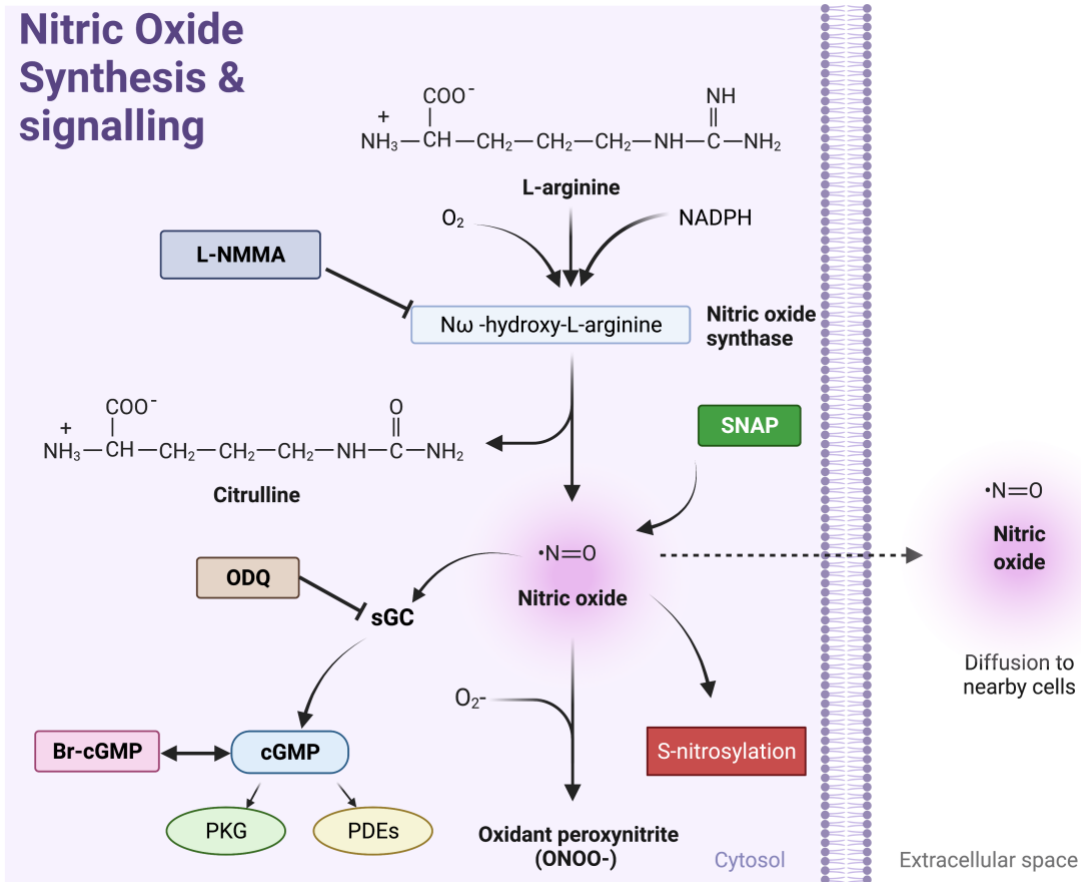 Nitric Oxide
Synthesis &
signalling
COO⁻
NH
+
NH₃—CH—CH₂—CH₂—CH₂—NH—C—NH₂
L-arginine
O₂
NADPH
L-NMMA
Nω -hydroxy-L-arginine
Nitric oxide
synthase
COO⁻
O
+
NH₃—CH—CH₂—CH₂—CH₂—NH—C—NH₂
Citrulline
SNAP
•N=O
Nitric oxide
•N=O
Nitric
oxide
Diffusion to
nearby cells
ODQ
sGC
O₂-
S-nitrosylation
Br-cGMP
cGMP
PKG
PDEs
Oxidant peroxynitrite
(ONOO-)
Cytosol
Extracellular space